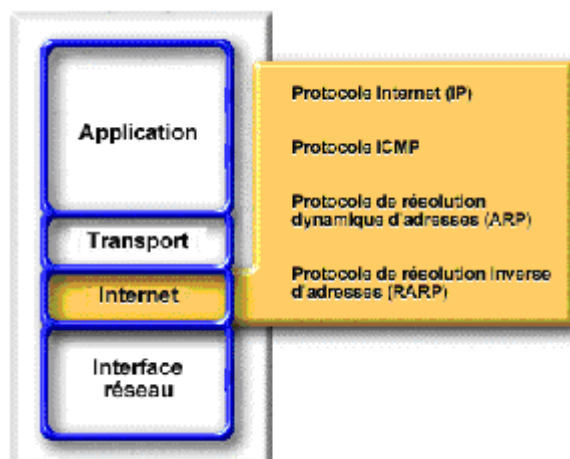 Application
Transport
Internet
Interface
réseau
Protocole Internet (IP)
Protocole ICMP
Protocole de résolution
dynamique d'adresses (ARP)
Protocole de résolution Inverse
d'adresses (RARP)